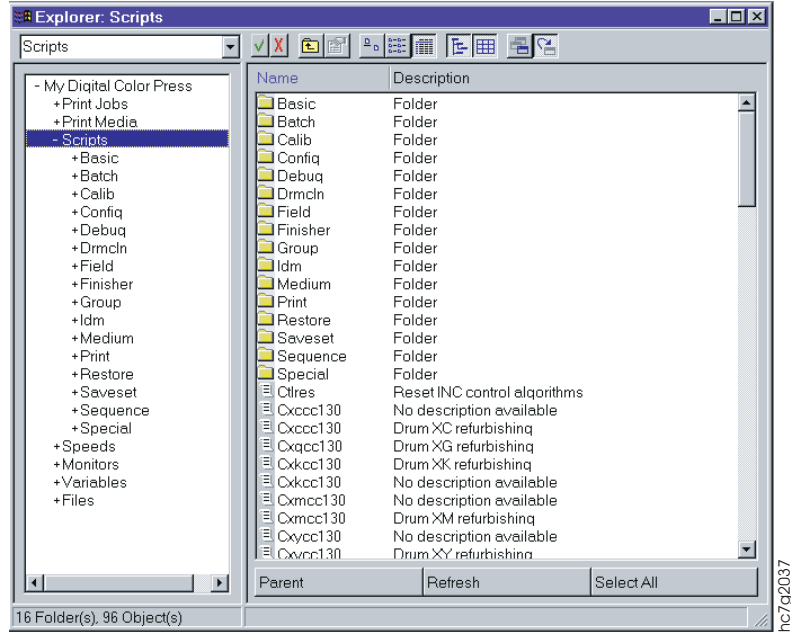 Explorer: Scripts
Scripts
- My Digital Color Press
+Print Jobs
+Print Media
- Scripts
+Basic
+Batch
+Calib
+Config
+Debug
+Drmcln
+Field
+Finisher
+Group
+Idm
+Medium
+Print
+Restore
+Saveset
+Sequence
+Special
+Speeds
+Monitors
+Variables
+Files
Name Description
Basic Folder
Batch Folder
Calib Folder
Config Folder
Debug Folder
Drmcln Folder
Field Folder
Finisher Folder
Group Folder
Idm Folder
Medium Folder
Print Folder
Restore Folder
Saveset Folder
Sequence Folder
Special Folder
Ctlres Reset INC control algorithms
Cxccc130 No description available
Cxccc130 Drum XC refurbishing
Cxgcc130 Drum XG refurbishing
Cxkcc130 Drum XK refurbishing
Cxkcc130 No description available
Cxmcc130 No description available
Cxmcc130 Drum XM refurbishing
Cxycc130 No description available
Cxycc130 Drum XY refurbishing
Parent Refresh Select All
16 Folder(s), 96 Object(s)
hc7q2037